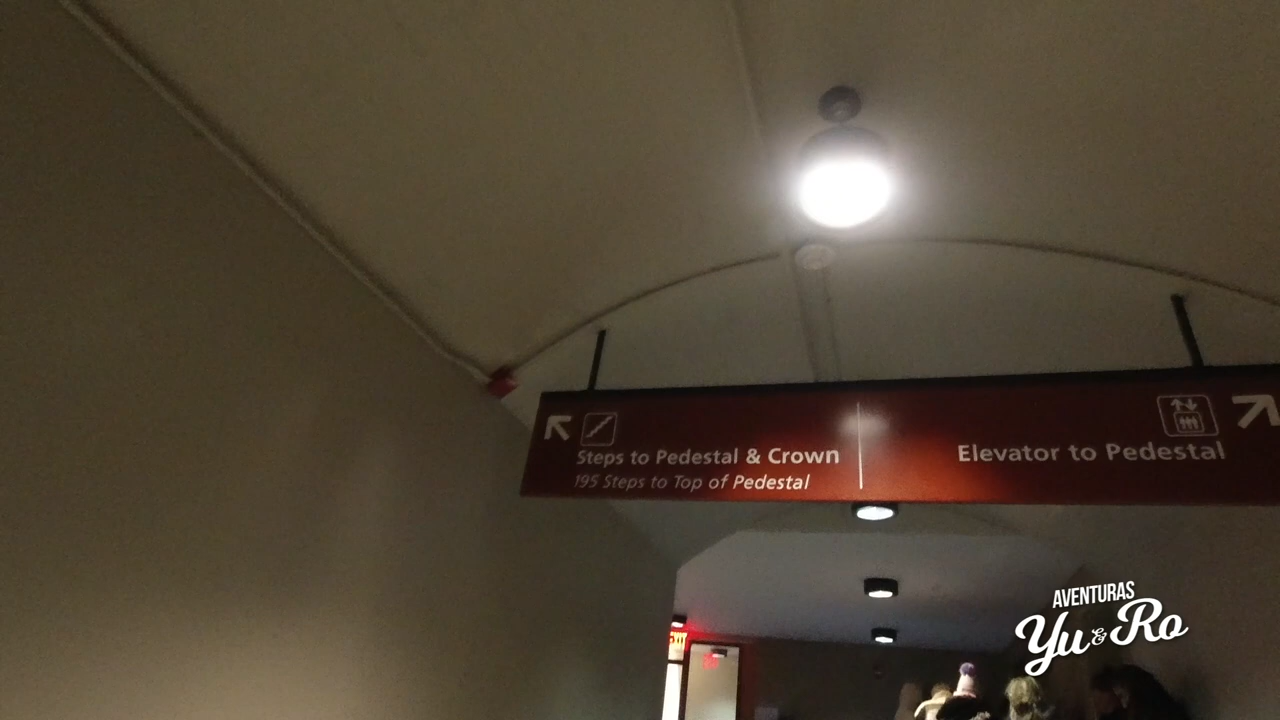 Steps to Pedestal & Crown
195 Steps to Top of Pedestal
Elevator to Pedestal
EXIT
AVENTURAS
Yu & Ro